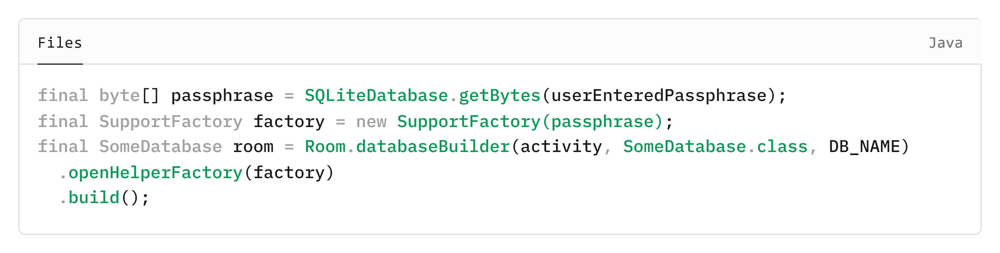 Files
Java
final byte[] passphrase = SQLiteDatabase.getBytes(userEnteredPassphrase);
final SupportFactory factory = new SupportFactory(passphrase);
final SomeDatabase room = Room.databaseBuilder(activity, SomeDatabase.class, DB_NAME)
  .openHelperFactory(factory)
  .build();